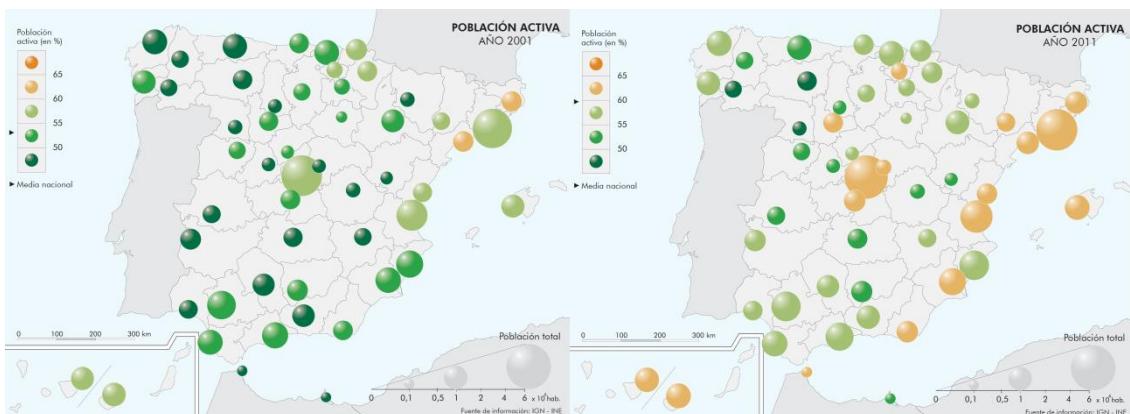 POBLACIÓN ACTIVA
AÑO 2001
Población
activa (en %)
65
60
55
50
▶ Media nacional
0 100 200 300 km
Población total
0 0,1 0,5 1 2 4 6 x 10⁶ hab.
Fuente de información: IGN - INE
POBLACIÓN ACTIVA
AÑO 2011
Población
activa (en %)
65
60
55
50
▶ Media nacional
0 100 200 300 km
Población total
0 0,1 0,5 1 2 4 6 x 10⁶ hab.
Fuente de información: IGN - INE